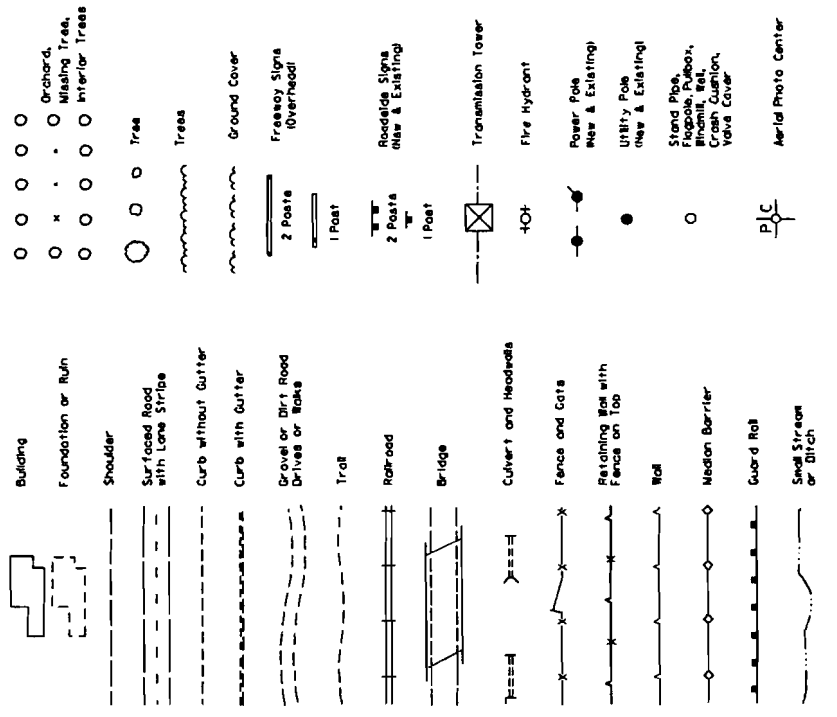 Building
Foundation or Ruin
Shoulder
Surfaced Road
with Lane Stripe
Curb without Gutter
Curb with Gutter
Gravel or Dirt Road
Drives or Walks
Trail
Railroad
Bridge
Culvert and Headwalls
Fence and Gate
Retaining Wall with
Fence on Top
Wall
Median Barrier
Guard Rail
Small Stream
or Ditch
Orchard,
Missing Tree,
Interior Trees
Tree
Trees
Ground Cover
Freeway Signs
(Overhead)
2 Posts
1 Post
Roadside Signs
(New & Existing)
2 Posts
1 Post
Transmission Tower
Fire Hydrant
Power Pole
(New & Existing)
Utility Pole
(New & Existing)
Stand Pipe,
Flagpole, Pullbox,
Windmill, Well,
Crash Cushion,
Valve Cover
P C
Aerial Photo Center